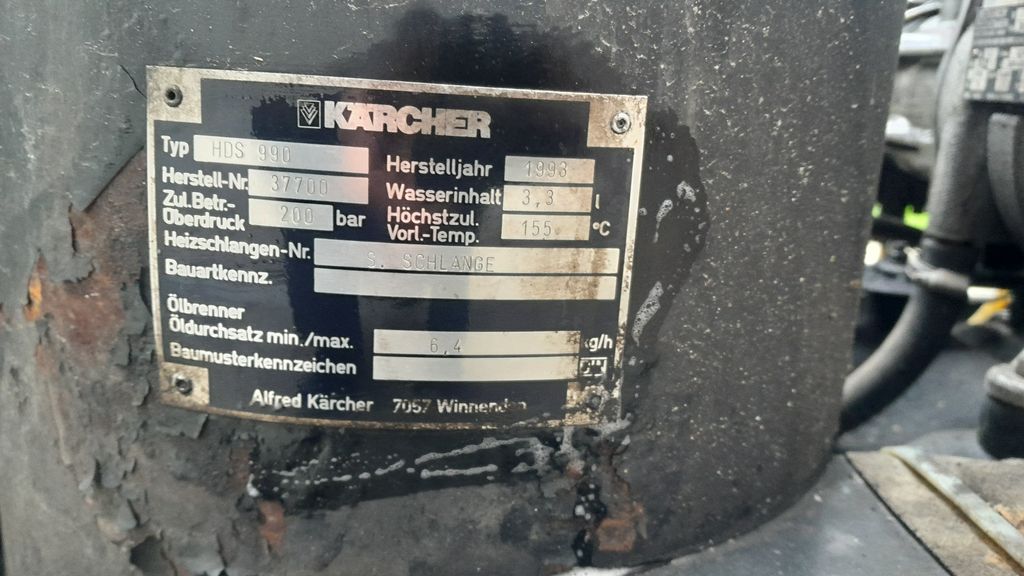 KÄRCHER
Typ HDS 990
Herstell-Nr. 37700
Zul.Betr.-
Überdruck 200 bar
Herstelljahr 1993
Wasserinhalt 3,3 l
Höchstzul.
Vorl.-Temp. 155 °C
Heizschlangen-Nr. S. SCHLANGE
Bauartkennz.
Ölbrenner
Öldurchsatz min./max. 6,4 kg/h
Baumusterkennzeichen
Alfred Kärcher 7057 Winnenden